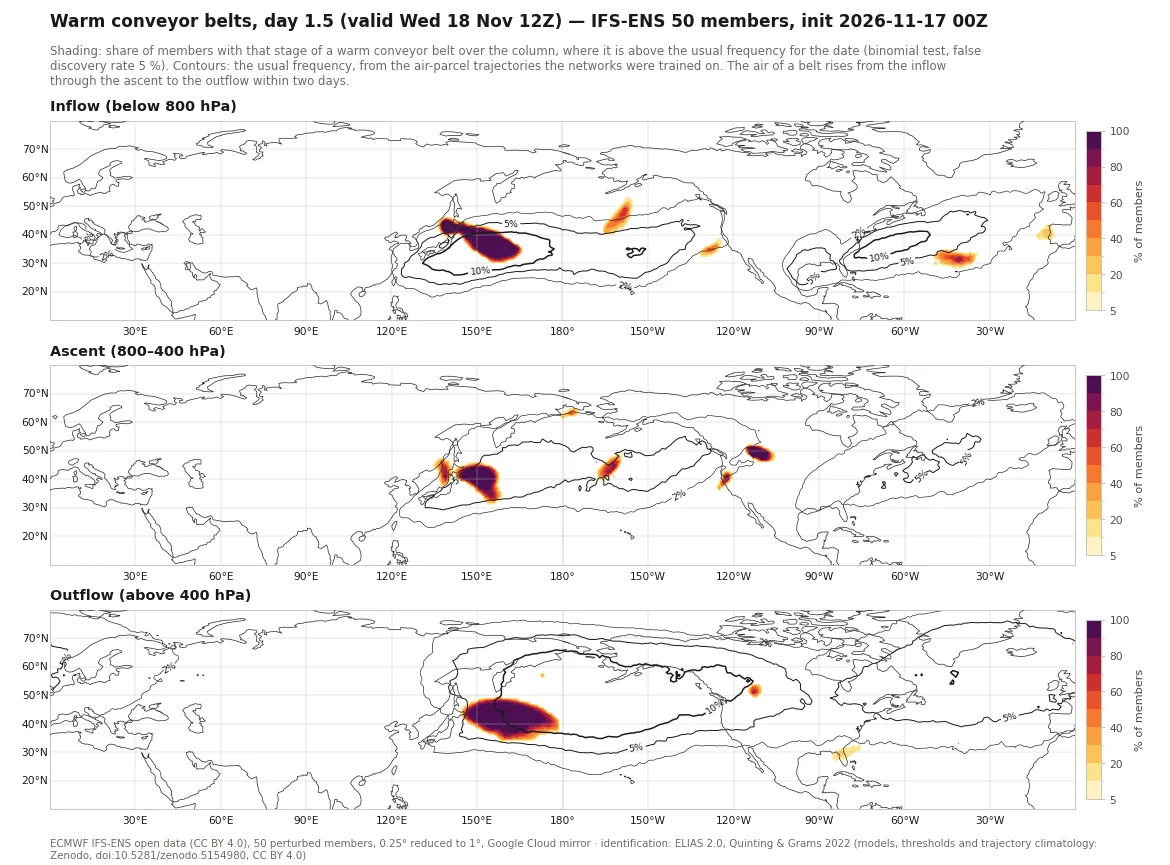 Warm conveyor belts, day 1.5 (valid Wed 18 Nov 12Z) — IFS-ENS 50 members, init 2026-11-17 00Z
Shading: share of members with that stage of a warm conveyor belt over the column, where it is above the usual frequency for the date (binomial test, false
discovery rate 5 %). Contours: the usual frequency, from the air-parcel trajectories the networks were trained on. The air of a belt rises from the inflow
through the ascent to the outflow within two days.
Inflow (below 800 hPa)
70°N
60°N
50°N
40°N
30°N
20°N
30°E 60°E 90°E 120°E 150°E 180° 150°W 120°W 90°W 60°W 30°W
5%
10%
2%
10%
5%
5%
2%
100
80
60
40
20
5
% of members
Ascent (800–400 hPa)
70°N
60°N
50°N
40°N
30°N
20°N
30°E 60°E 90°E 120°E 150°E 180° 150°W 120°W 90°W 60°W 30°W
2%
2%
5%
5%
100
80
60
40
20
5
% of members
Outflow (above 400 hPa)
70°N
60°N
50°N
40°N
30°N
20°N
30°E 60°E 90°E 120°E 150°E 180° 150°W 120°W 90°W 60°W 30°W
2%
10%
5%
5%
100
80
60
40
20
5
% of members
ECMWF IFS-ENS open data (CC BY 4.0), 50 perturbed members, 0.25° reduced to 1°, Google Cloud mirror · identification: ELIAS 2.0, Quinting & Grams 2022 (models, thresholds and trajectory climatology:
Zenodo, doi:10.5281/zenodo.5154980, CC BY 4.0)